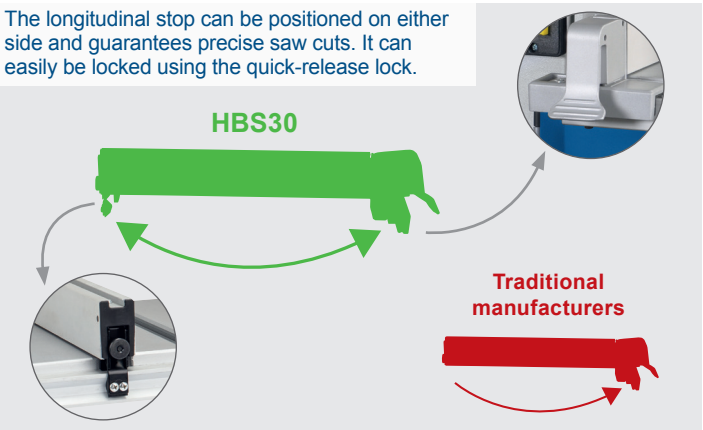 The longitudinal stop can be positioned on either
side and guarantees precise saw cuts. It can
easily be locked using the quick-release lock.
HBS30
Traditional
manufacturers